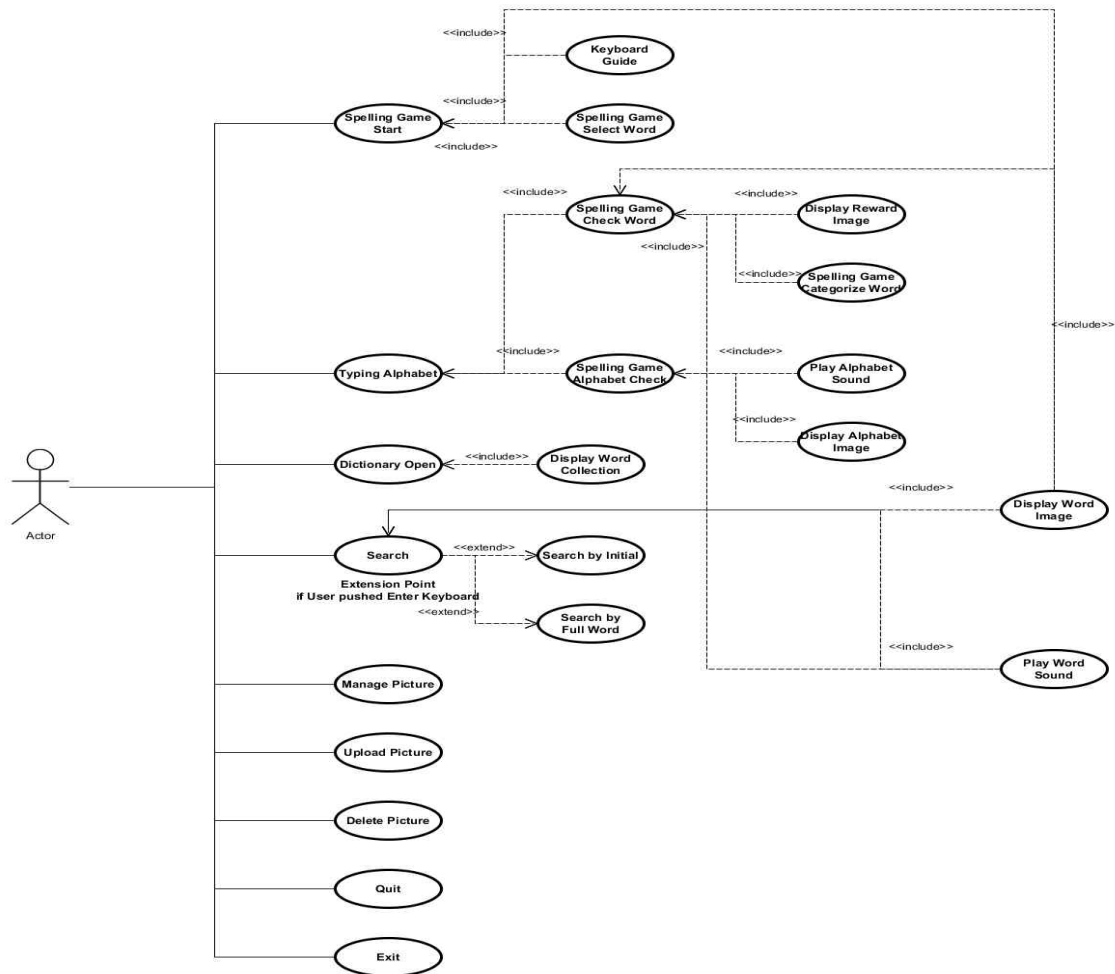 <<include>>
Keyboard
Guide
<<include>>
Spelling Game
Start
Spelling Game
Select Word
<<include>>
<<include>>
<<include>>
Spelling Game
Check Word
Display Reward
Image
<<include>>
<<include>>
Spelling Game
Categorize Word
<<include>>
<<include>>
<<include>>
Typing Alphabet
Spelling Game
Alphabet Check
Play Alphabet
Sound
<<include>>
Display Alphabet
Image
Dictionary Open
<<include>>
Display Word
Collection
Actor
<<include>>
Display Word
Image
Search
<<extend>>
Search by Initial
Extension Point
if User pushed Enter Keyboard
<<extend>>
Search by
Full Word
<<include>>
Play Word
Sound
Manage Picture
Upload Picture
Delete Picture
Quit
Exit